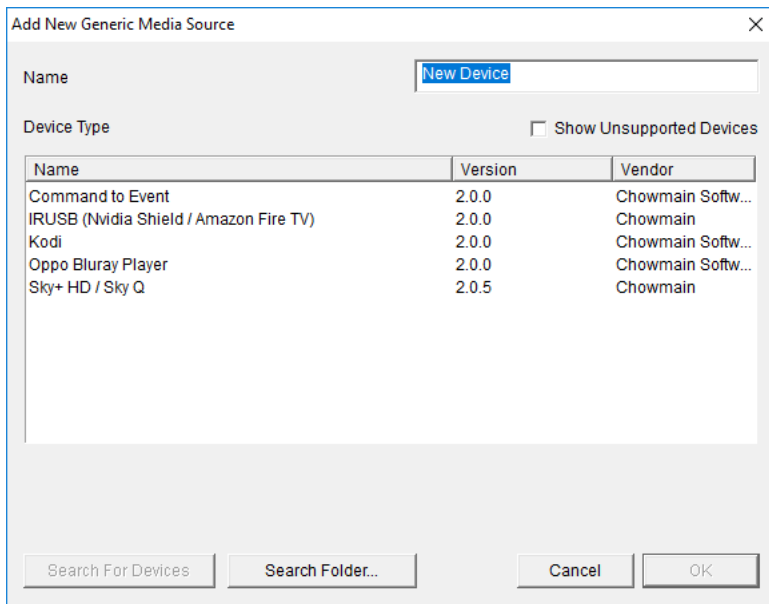 Add New Generic Media Source
Name New Device
Device Type Show Unsupported Devices
Name Version Vendor
Command to Event 2.0.0 Chowmain Softw...
IRUSB (Nvidia Shield / Amazon Fire TV) 2.0.0 Chowmain
Kodi 2.0.0 Chowmain Softw...
Oppo Bluray Player 2.0.0 Chowmain Softw...
Sky+ HD / Sky Q 2.0.5 Chowmain
Search For Devices Search Folder... Cancel OK